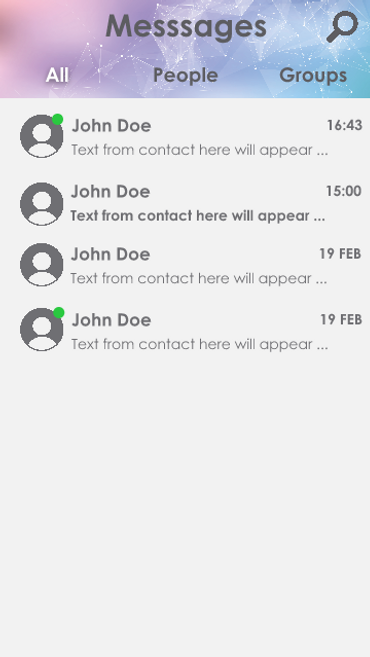 Messsages
All People Groups
John Doe 16:43
Text from contact here will appear ...
John Doe 15:00
Text from contact here will appear ...
John Doe 19 FEB
Text from contact here will appear ...
John Doe 19 FEB
Text from contact here will appear ...